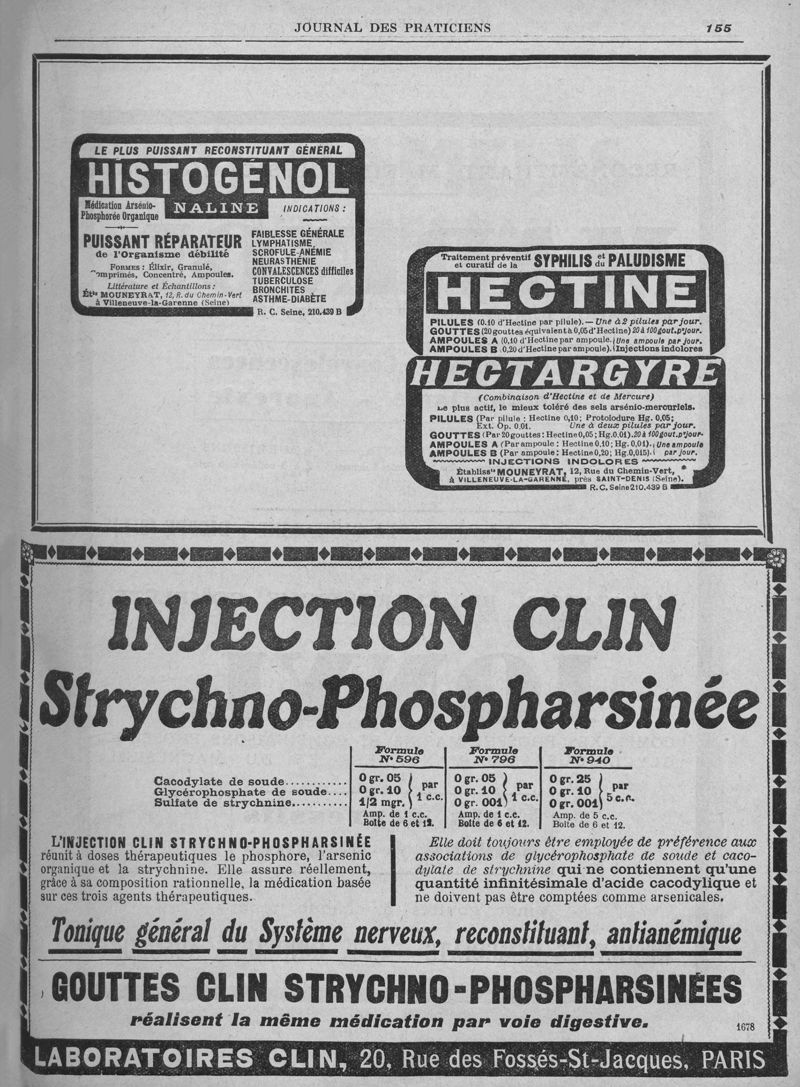 JOURNAL DES PRATICIENS
155
LE PLUS PUISSANT RECONSTITUANT GÉNÉRAL
HISTOGÉNOL
Médication Arsénio-
Phosphorée Organique
NALINE
INDICATIONS :
PUISSANT RÉPARATEUR
de l'Organisme débilité
FORMES : Élixir, Granulé,
omprimés, Concentré, Ampoules.
Littérature et Échantillons :
Étts MOUNEYRAT, 12, R. du Chemin-Vert
à Villeneuve-la-Garenne (Seine)
FAIBLESSE GÉNÉRALE
LYMPHATISME
SCROFULE-ANÉMIE
NEURASTHÉNIE
CONVALESCENCES difficiles
TUBERCULOSE
BRONCHITES
ASTHME-DIABÈTE
R. C. Seine, 210.439 B
Traitement préventif
et curatif de la
SYPHILIS et du PALUDISME
HECTINE
PILULES (0.10 d'Hectine par pilule). — Une à 2 pilules par jour.
GOUTTES (20 gouttes équivalent à 0,05 d'Hectine) 20 à 100 gout. p' jour.
AMPOULES A (0,10 d'Hectine par ampoule. Une ampoule par jour.
AMPOULES B (0,20 d'Hectine par ampoule). Injections indolores
HECTARGYRE
(Combinaison d'Hectine et de Mercure)
Le plus actif, le mieux toléré des sels arsénio-mercuriels.
PILULES (Par pilule : Hectine 0,10; Protoiodure Hg. 0,05;
Ext. Op. 0,01. Une à deux pilules par jour.
GOUTTES (Par 20 gouttes : Hectine 0,05; Hg. 0,01). 20 à 100 gout. p' jour.
AMPOULES A (Par ampoule : Hectine 0,10; Hg. 0,01). Une ampoule
AMPOULES B (Par ampoule : Hectine 0,20; Hg. 0,015). par jour.
INJECTIONS INDOLORES
Établissts MOUNEYRAT, 12, Rue du Chemin-Vert,
à VILLENEUVE-LA-GARENNE, près SAINT-DENIS (Seine).
R. C. Seine 210.439 B
INJECTION CLIN
Strychno-Phospharsinée
Formule N° 596
Formule N° 796
Formule N° 940
Cacodylate de soude............ 0 gr. 05 0 gr. 05 0 gr. 25
Glycérophosphate de soude.... 0 gr. 10 0 gr. 10 0 gr. 10
Sulfate de strychnine........... 1/2 mgr. 0 gr. 001 0 gr. 001
par 1 c.c. par 1 c.c. par 5 c.c.
Amp. de 1 c.c. Amp. de 1 c.c. Amp. de 5 c.c.
Boîte de 6 et 12. Boîte de 6 et 12. Boîte de 6 et 12.
L'INJECTION CLIN STRYCHNO-PHOSPHARSINÉE
réunit à doses thérapeutiques le phosphore, l'arsenic
organique et la strychnine. Elle assure réellement,
grâce à sa composition rationnelle, la médication basée
sur ces trois agents thérapeutiques.
Elle doit toujours être employée de préférence aux
associations de glycérophosphate de soude et caco-
dylate de strychnine qui ne contiennent qu'une
quantité infinitésimale d'acide cacodylique et
ne doivent pas être comptées comme arsenicales.
Tonique général du Système nerveux, reconstituant, antianémique
GOUTTES CLIN STRYCHNO-PHOSPHARSINÉES
réalisent la même médication par voie digestive.
1678
LABORATOIRES CLIN, 20, Rue des Fossés-St-Jacques, PARIS